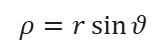 ρ = r sin ϑ